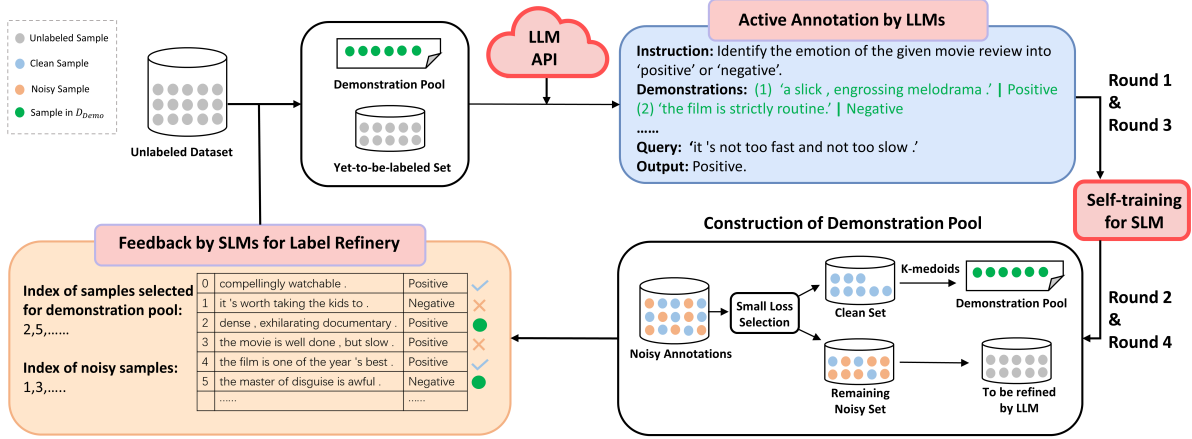 Unlabeled Sample
Clean Sample
Noisy Sample
Sample in D_Demo
Unlabeled Dataset
Demonstration Pool
Yet-to-be-labeled Set
LLM
API
Active Annotation by LLMs
Instruction: Identify the emotion of the given movie review into
‘positive’ or ‘negative’.
Demonstrations: (1) ‘a slick , engrossing melodrama .’ | Positive
(2) ‘the film is strictly routine.’ | Negative
......
Query: ‘it 's not too fast and not too slow .’
Output: Positive.
Round 1
&
Round 3
Self-training
for SLM
Round 2
&
Round 4
Construction of Demonstration Pool
Noisy Annotations
Small Loss
Selection
Clean Set
K-medoids
Demonstration Pool
Remaining
Noisy Set
To be refined
by LLM
Feedback by SLMs for Label Refinery
Index of samples selected
for demonstration pool:
2,5,......
Index of noisy samples:
1,3,.....
0 compellingly watchable . Positive
1 it 's worth taking the kids to . Negative
2 dense , exhilarating documentary . Positive
3 the movie is well done , but slow . Positive
4 the film is one of the year 's best . Positive
5 the master of disguise is awful . Negative
...... ......